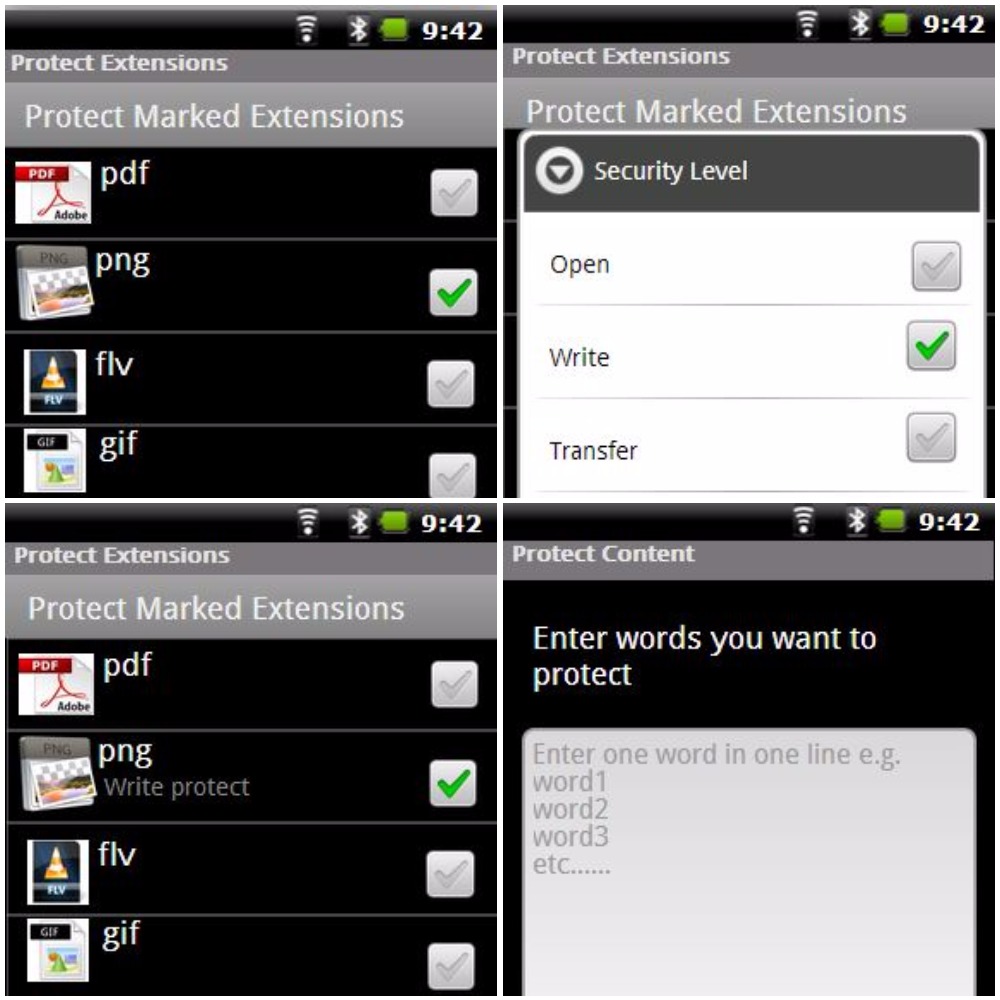 9:42
Protect Extensions
Protect Marked Extensions
PDF
pdf
Adobe
PNG
png
flv
FLV
GIF
gif
9:42
Protect Extensions
Protect Marked Extensions
Security Level
Open
Write
Transfer
9:42
Protect Extensions
Protect Marked Extensions
PDF
pdf
Adobe
PNG
png
Write protect
flv
FLV
GIF
gif
9:42
Protect Content
Enter words you want to
protect
Enter one word in one line e.g.
word1
word2
word3
etc......